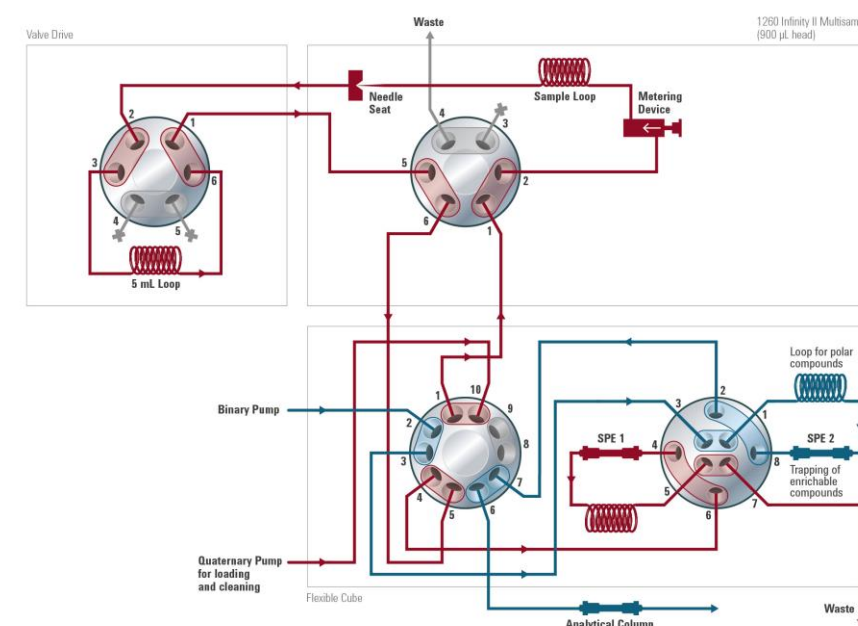 Waste
Valve Drive
1260 Infinity II Multisam
(900 µL head)
Needle
Seat
Sample Loop
Metering
Device
2
1
3
6
4
5
5 mL Loop
4
3
5
2
6
1
Binary Pump
1
10
2
9
3
8
4
7
5
6
Loop for polar
compounds
2
3
1
SPE 1
4
SPE 2
8
Trapping of
enrichable
compounds
5
6
7
Quaternary Pump
for loading
and cleaning
Flexible Cube
Waste
Analytical Column